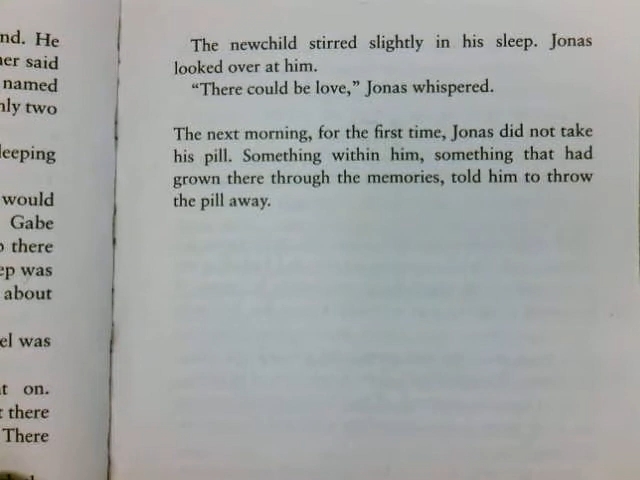 nd. He
er said
named
nly two
leeping
would
Gabe
there
ep was
about
el was
t on.
t there
There
The newchild stirred slightly in his sleep. Jonas
looked over at him.
“There could be love,” Jonas whispered.
The next morning, for the first time, Jonas did not take
his pill. Something within him, something that had
grown there through the memories, told him to throw
the pill away.